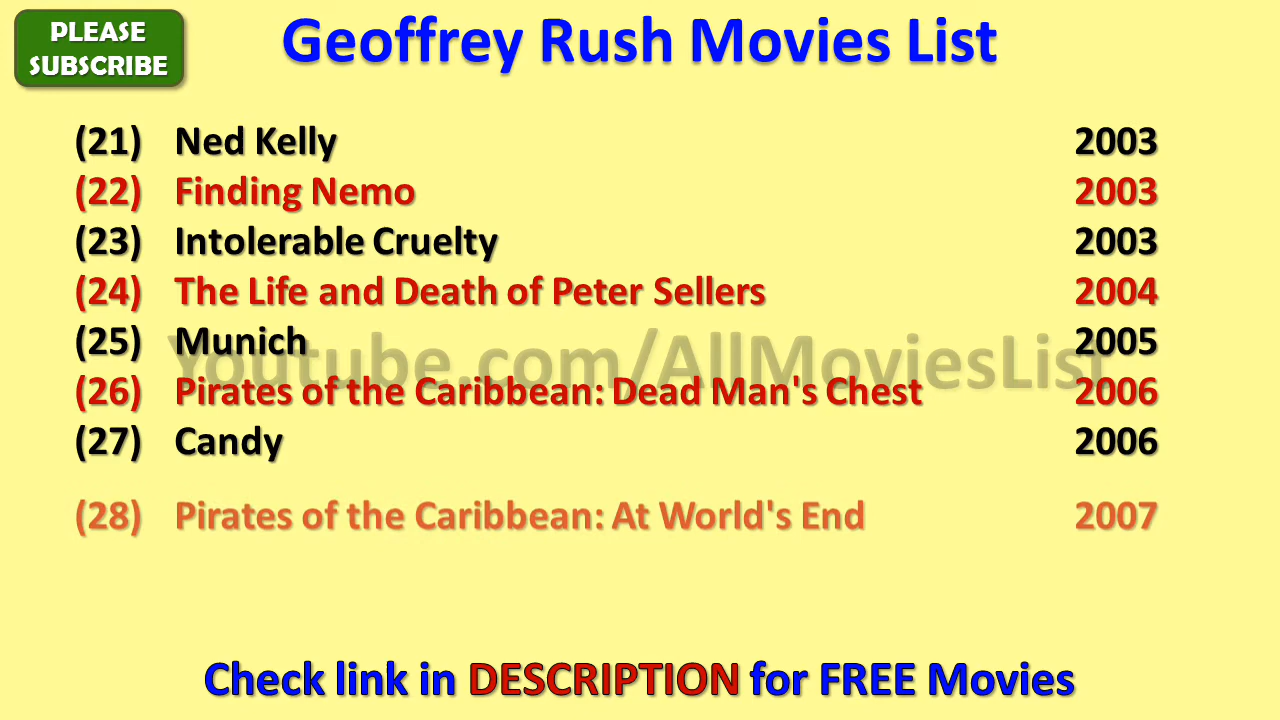 PLEASE
SUBSCRIBE
Geoffrey Rush Movies List
(21) Ned Kelly 2003
(22) Finding Nemo 2003
(23) Intolerable Cruelty 2003
(24) The Life and Death of Peter Sellers 2004
(25) Munich 2005
Youtube.com/AllMoviesList
(26) Pirates of the Caribbean: Dead Man's Chest 2006
(27) Candy 2006
(28) Pirates of the Caribbean: At World's End 2007
Check link in DESCRIPTION for FREE Movies